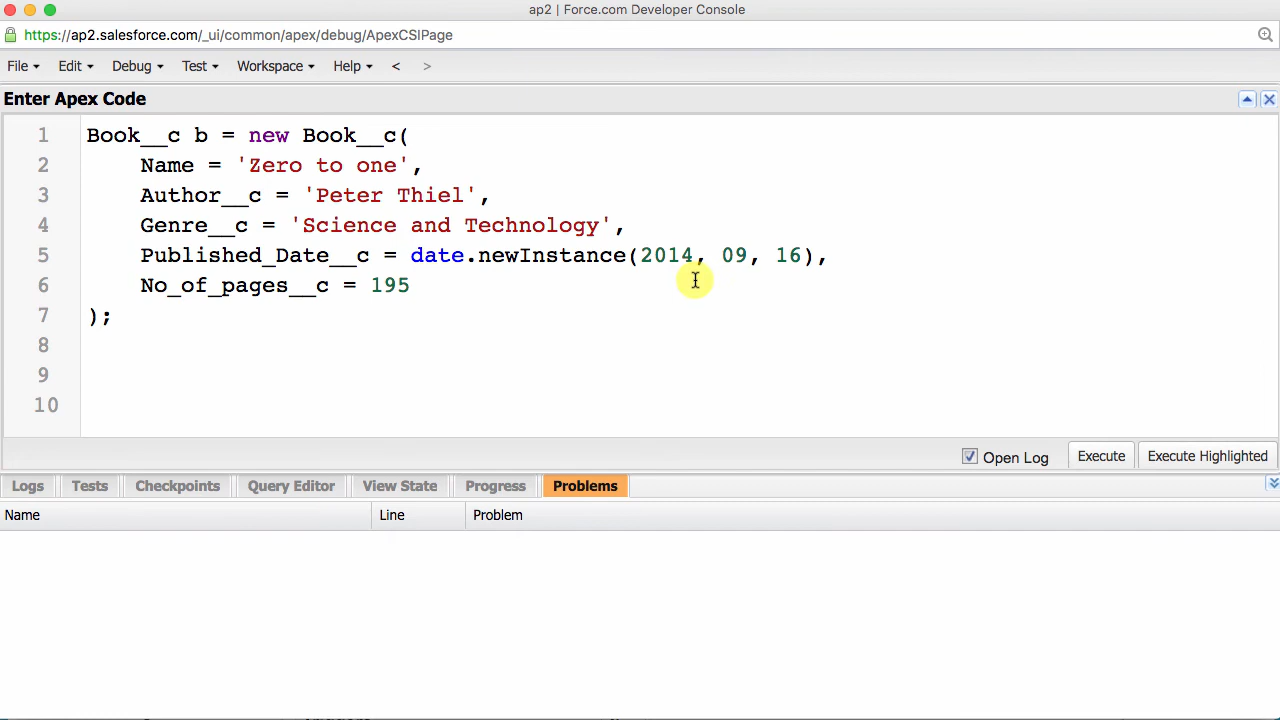 ap2 | Force.com Developer Console
https://ap2.salesforce.com/_ui/common/apex/debug/ApexCSIPage
File Edit Debug Test Workspace Help < >
Enter Apex Code
1 Book__c b = new Book__c(
2 Name = 'Zero to one',
3 Author__c = 'Peter Thiel',
4 Genre__c = 'Science and Technology',
5 Published_Date__c = date.newInstance(2014, 09, 16),
6 No_of_pages__c = 195
7 );
8
9
10
Open Log Execute Execute Highlighted
Logs Tests Checkpoints Query Editor View State Progress Problems
Name Line Problem